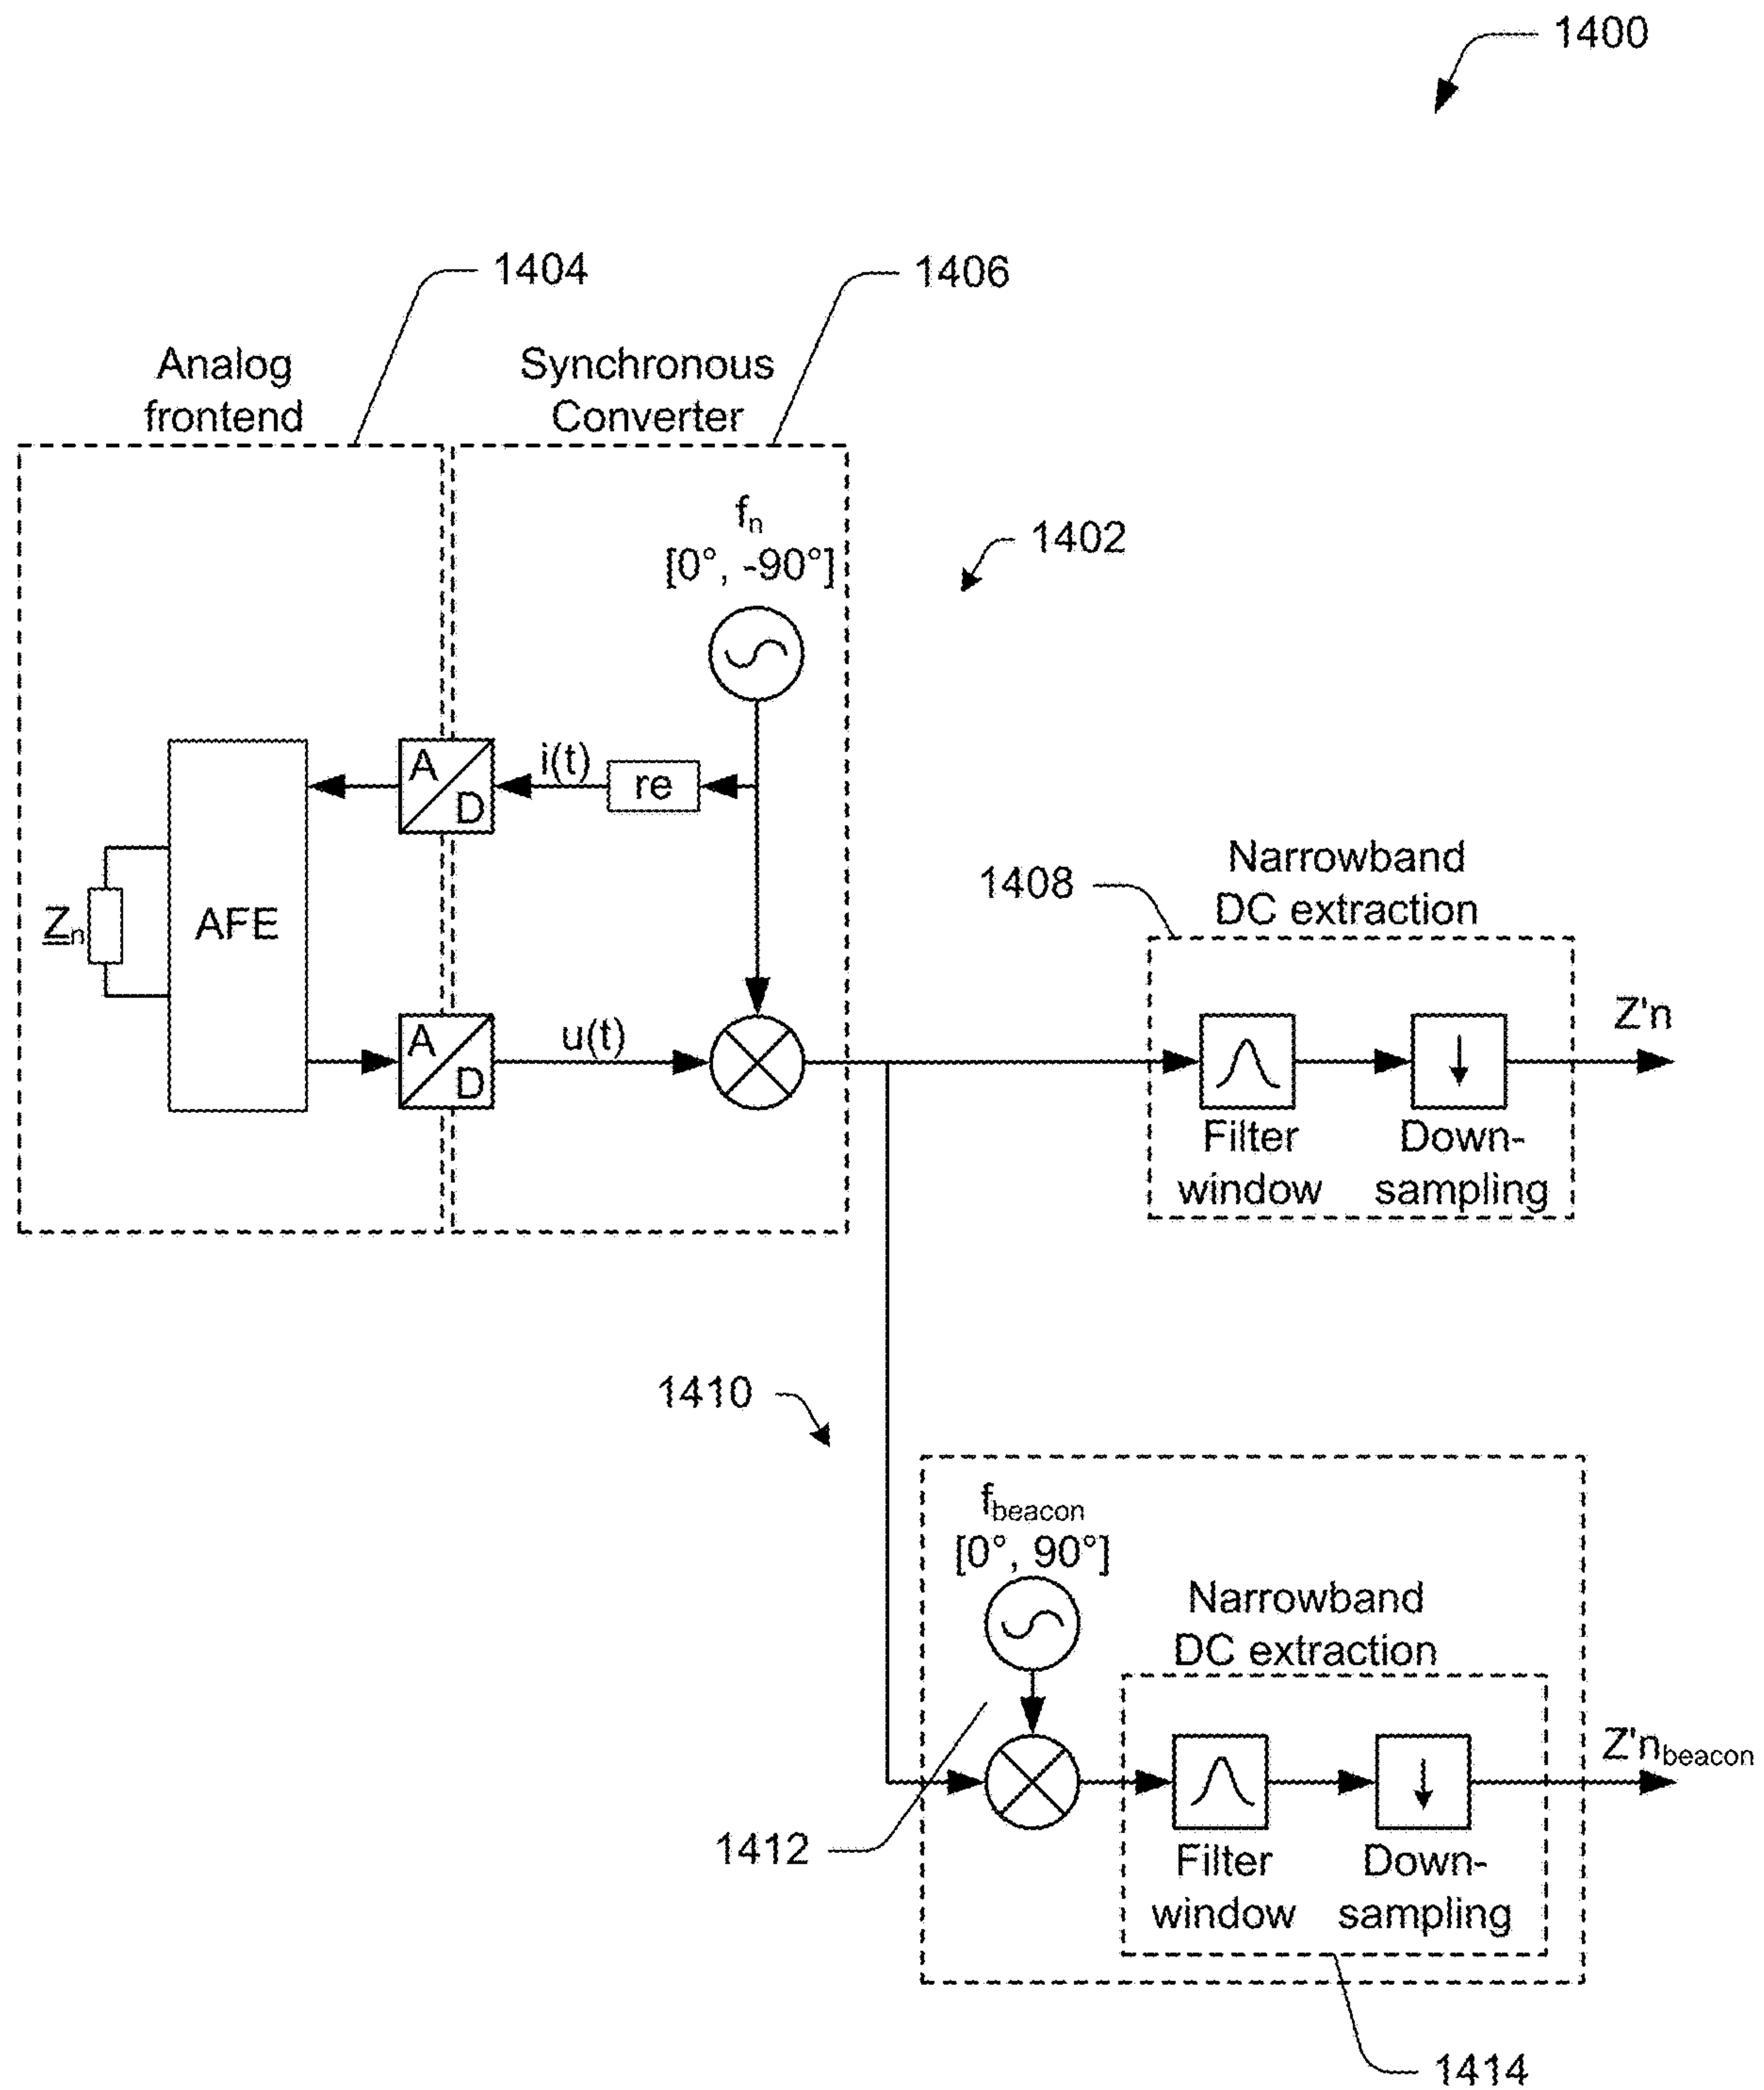 1400
1404
1406
Analog
frontend
Synchronous
Converter
fn
[0°, -90°]
1402
A
D
i(t)
re
Zn
AFE
A
D
u(t)
1408
Narrowband
DC extraction
Z'n
Filter
window
Down-
sampling
1410
fbeacon
[0°, 90°]
Narrowband
DC extraction
Z'nbeacon
1412
Filter
window
Down-
sampling
1414